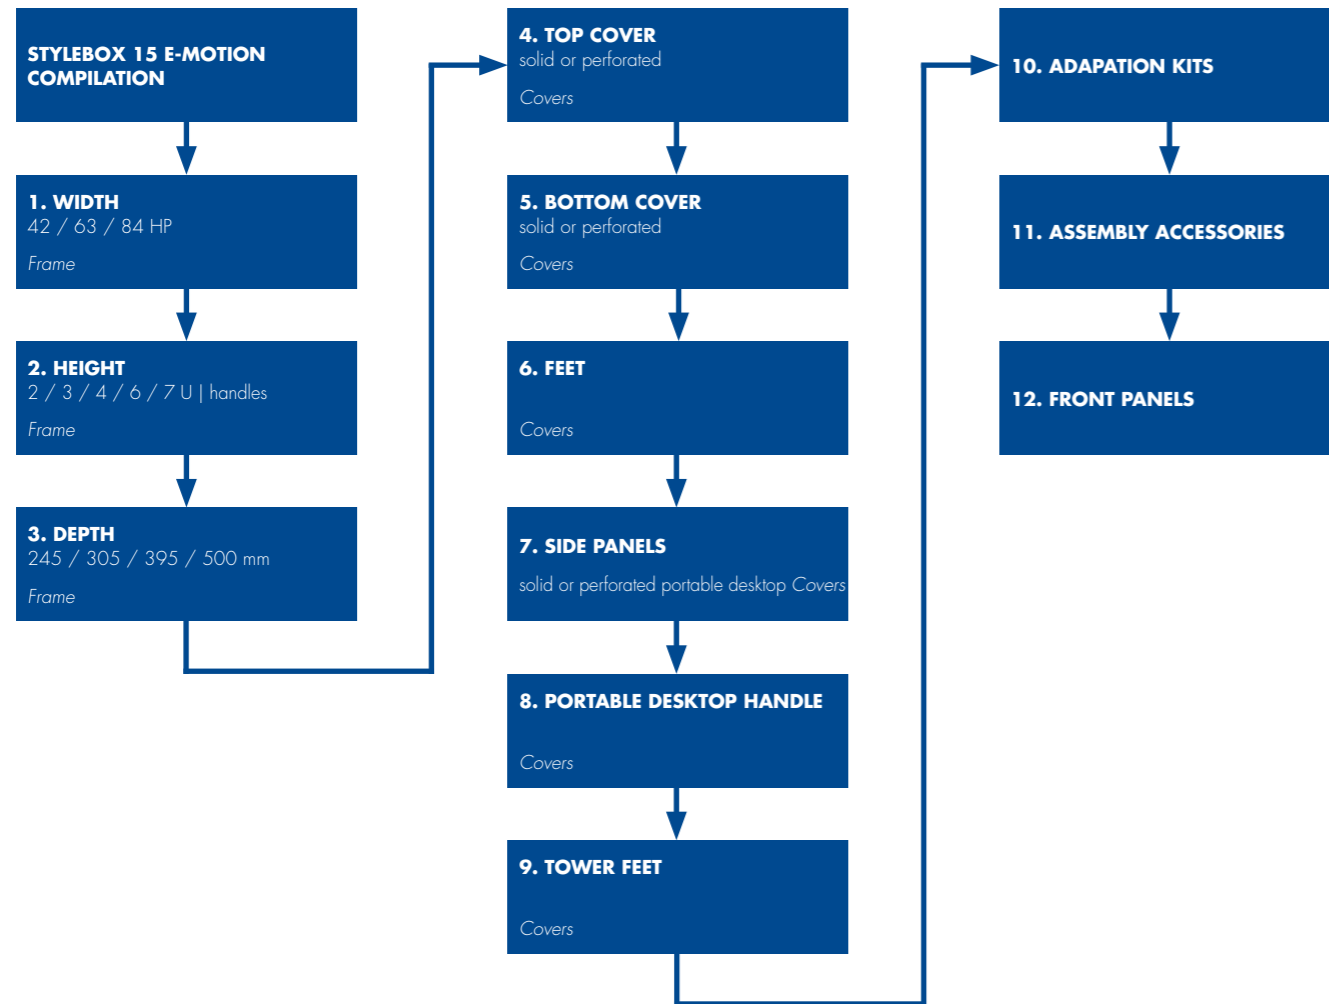 STYLEBOX 15 E-MOTION
COMPILATION
1. WIDTH
42 / 63 / 84 HP
Frame
2. HEIGHT
2 / 3 / 4 / 6 / 7 U | handles
Frame
3. DEPTH
245 / 305 / 395 / 500 mm
Frame
4. TOP COVER
solid or perforated
Covers
5. BOTTOM COVER
solid or perforated
Covers
6. FEET
Covers
7. SIDE PANELS
solid or perforated portable desktop Covers
8. PORTABLE DESKTOP HANDLE
Covers
9. TOWER FEET
Covers
10. ADAPATION KITS
11. ASSEMBLY ACCESSORIES
12. FRONT PANELS